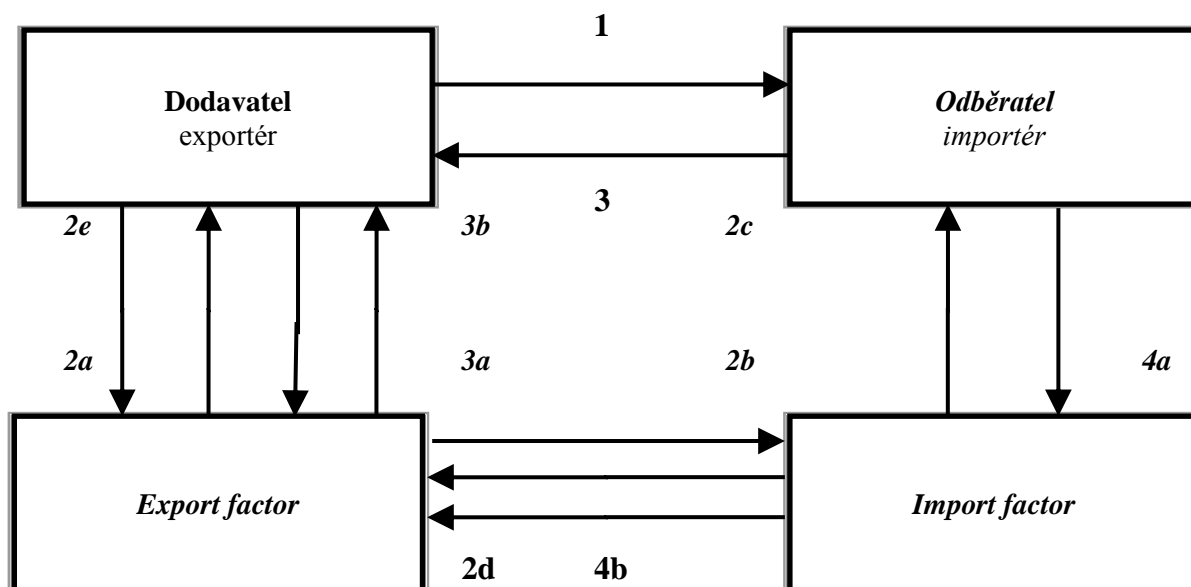 1
Dodavatel
exportér
Odběratel
importér
3
2e
3b
2c
2a
3a
2b
4a
Export factor
Import factor
2d
4b